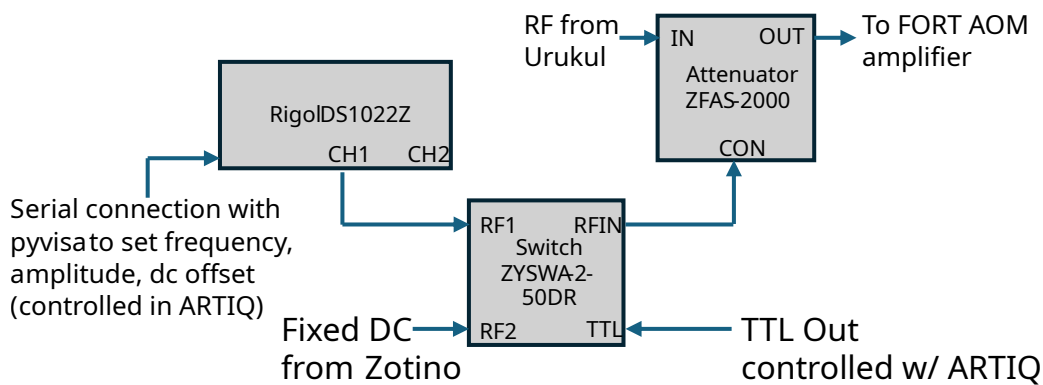 RF from
Urukul
IN
OUT
To FORT AOM
amplifier
Attenuator
ZFAS-2000
CON
RigolDS1022Z
CH1
CH2
Serial connection with
pyvisa to set frequency,
amplitude, dc offset
(controlled in ARTIQ)
RF1
RFIN
Switch
ZYSWA-2-
50DR
RF2
TTL
Fixed DC
from Zotino
TTL Out
controlled w/ ARTIQ